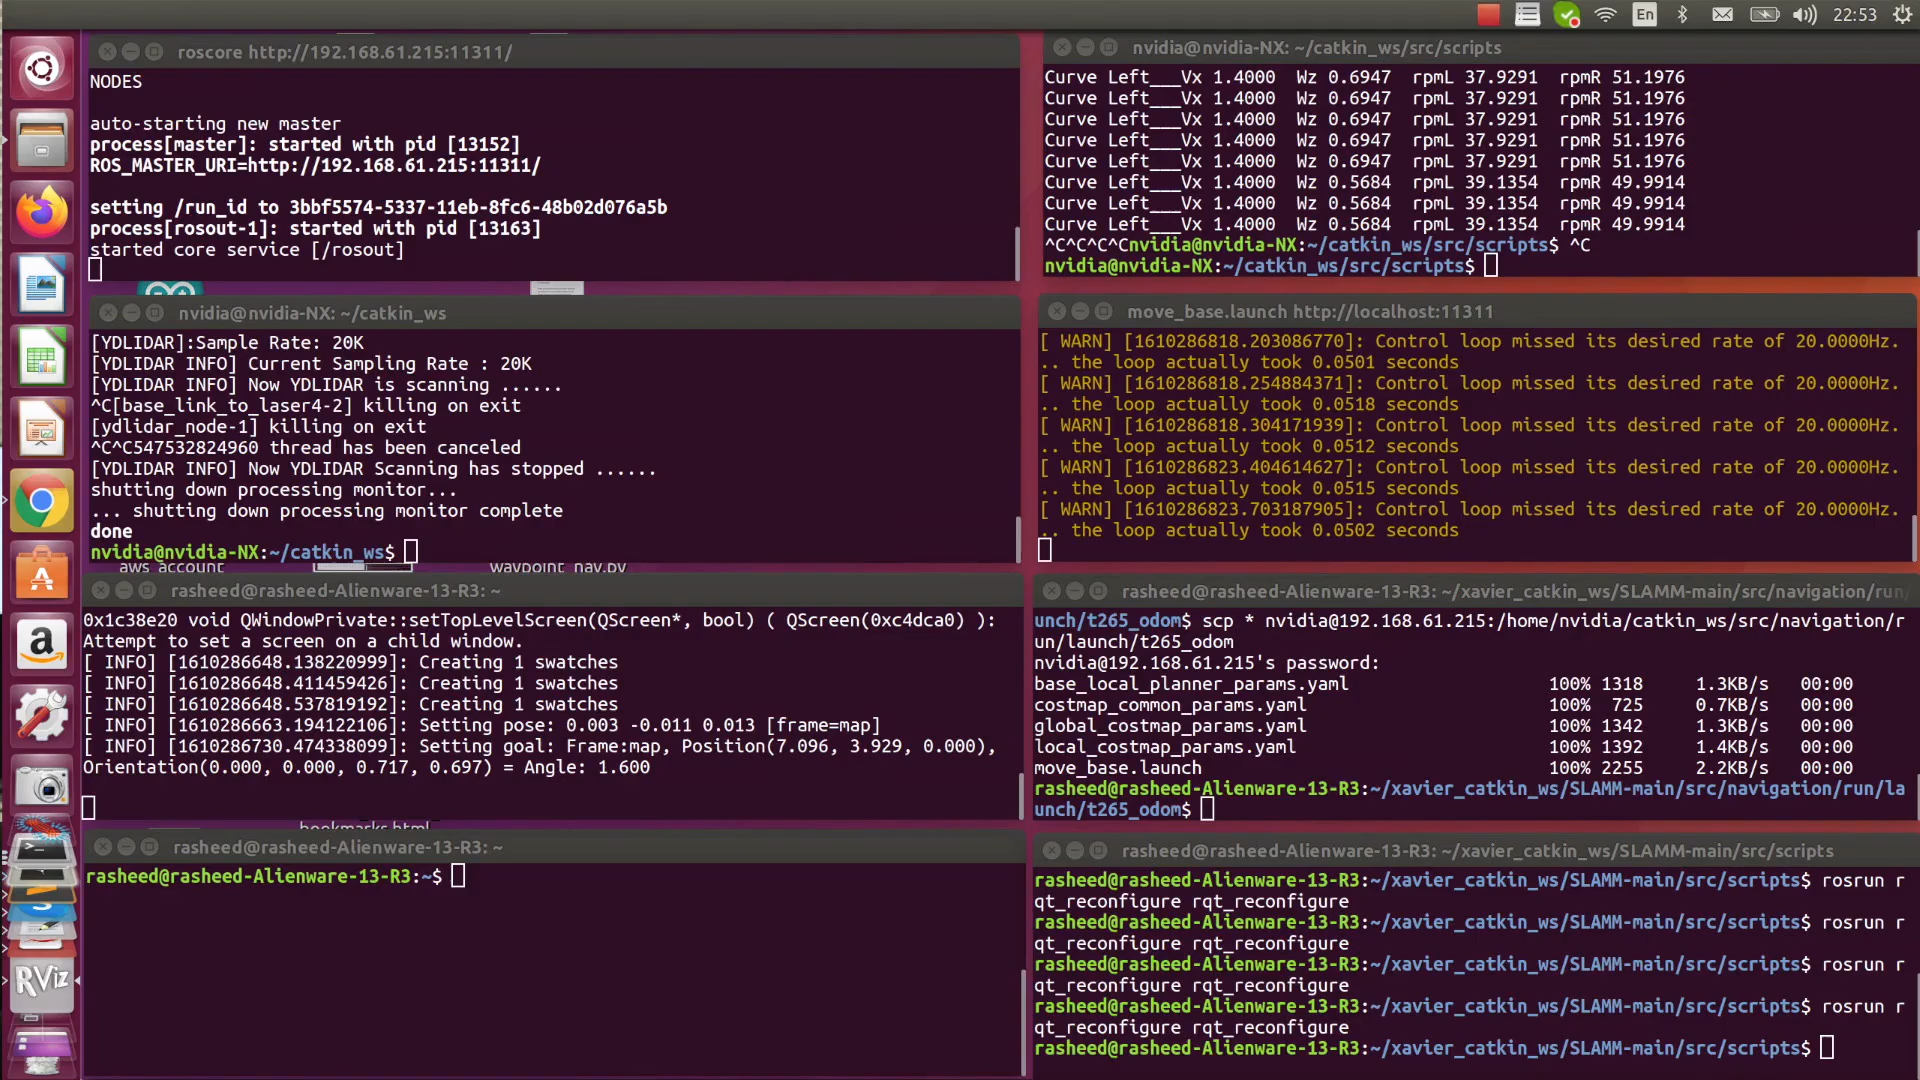 En
22:53
roscore http://192.168.61.215:11311/
NODES
auto-starting new master
process[master]: started with pid [13152]
ROS_MASTER_URI=http://192.168.61.215:11311/
setting /run_id to 3bbf5574-5337-11eb-8fc6-48b02d076a5b
process[rosout-1]: started with pid [13163]
started core service [/rosout]
nvidia@nvidia-NX: ~/catkin_ws/src/scripts
Curve Left___Vx 1.4000  Wz 0.6947  rpmL 37.9291  rpmR 51.1976
Curve Left___Vx 1.4000  Wz 0.6947  rpmL 37.9291  rpmR 51.1976
Curve Left___Vx 1.4000  Wz 0.6947  rpmL 37.9291  rpmR 51.1976
Curve Left___Vx 1.4000  Wz 0.6947  rpmL 37.9291  rpmR 51.1976
Curve Left___Vx 1.4000  Wz 0.6947  rpmL 37.9291  rpmR 51.1976
Curve Left___Vx 1.4000  Wz 0.5684  rpmL 39.1354  rpmR 49.9914
Curve Left___Vx 1.4000  Wz 0.5684  rpmL 39.1354  rpmR 49.9914
Curve Left___Vx 1.4000  Wz 0.5684  rpmL 39.1354  rpmR 49.9914
^C^C^C^Cnvidia@nvidia-NX:~/catkin_ws/src/scripts$ ^C
nvidia@nvidia-NX:~/catkin_ws/src/scripts$
nvidia@nvidia-NX: ~/catkin_ws
[YDLIDAR]:Sample Rate: 20K
[YDLIDAR INFO] Current Sampling Rate : 20K
[YDLIDAR INFO] Now YDLIDAR is scanning ......
^C[base_link_to_laser4-2] killing on exit
[ydlidar_node-1] killing on exit
^C^C547532824960 thread has been canceled
[YDLIDAR INFO] Now YDLIDAR Scanning has stopped ......
shutting down processing monitor...
... shutting down processing monitor complete
done
nvidia@nvidia-NX:~/catkin_ws$
move_base.launch http://localhost:11311
[ WARN] [1610286818.203086770]: Control loop missed its desired rate of 20.0000Hz.
.. the loop actually took 0.0501 seconds
[ WARN] [1610286818.254884371]: Control loop missed its desired rate of 20.0000Hz.
.. the loop actually took 0.0518 seconds
[ WARN] [1610286818.304171939]: Control loop missed its desired rate of 20.0000Hz.
.. the loop actually took 0.0512 seconds
[ WARN] [1610286823.404614627]: Control loop missed its desired rate of 20.0000Hz.
.. the loop actually took 0.0515 seconds
[ WARN] [1610286823.703187905]: Control loop missed its desired rate of 20.0000Hz.
.. the loop actually took 0.0502 seconds
aws account
waypoint_nav.py
rasheed@rasheed-Alienware-13-R3: ~
0x1c38e20 void QWindowPrivate::setTopLevelScreen(QScreen*, bool) ( QScreen(0xc4dca0) ):
Attempt to set a screen on a child window.
[ INFO] [1610286648.138220999]: Creating 1 swatches
[ INFO] [1610286648.411459426]: Creating 1 swatches
[ INFO] [1610286648.537819192]: Creating 1 swatches
[ INFO] [1610286663.194122106]: Setting pose: 0.003 -0.011 0.013 [frame=map]
[ INFO] [1610286730.474338099]: Setting goal: Frame:map, Position(7.096, 3.929, 0.000),
Orientation(0.000, 0.000, 0.717, 0.697) = Angle: 1.600
rasheed@rasheed-Alienware-13-R3: ~/xavier_catkin_ws/SLAMM-main/src/navigation/run/
unch/t265_odom$ scp * nvidia@192.168.61.215:/home/nvidia/catkin_ws/src/navigation/r
un/launch/t265_odom
nvidia@192.168.61.215's password:
base_local_planner_params.yaml 100% 1318 1.3KB/s 00:00
costmap_common_params.yaml 100% 725 0.7KB/s 00:00
global_costmap_params.yaml 100% 1342 1.3KB/s 00:00
local_costmap_params.yaml 100% 1392 1.4KB/s 00:00
move_base.launch 100% 2255 2.2KB/s 00:00
rasheed@rasheed-Alienware-13-R3:~/xavier_catkin_ws/SLAMM-main/src/navigation/run/la
unch/t265_odom$
bookmarks.html
rasheed@rasheed-Alienware-13-R3: ~
rasheed@rasheed-Alienware-13-R3:~$
rasheed@rasheed-Alienware-13-R3: ~/xavier_catkin_ws/SLAMM-main/src/scripts
rasheed@rasheed-Alienware-13-R3:~/xavier_catkin_ws/SLAMM-main/src/scripts$ rosrun r
qt_reconfigure rqt_reconfigure
rasheed@rasheed-Alienware-13-R3:~/xavier_catkin_ws/SLAMM-main/src/scripts$ rosrun r
qt_reconfigure rqt_reconfigure
rasheed@rasheed-Alienware-13-R3:~/xavier_catkin_ws/SLAMM-main/src/scripts$ rosrun r
qt_reconfigure rqt_reconfigure
rasheed@rasheed-Alienware-13-R3:~/xavier_catkin_ws/SLAMM-main/src/scripts$ rosrun r
qt_reconfigure rqt_reconfigure
rasheed@rasheed-Alienware-13-R3:~/xavier_catkin_ws/SLAMM-main/src/scripts$
RViz